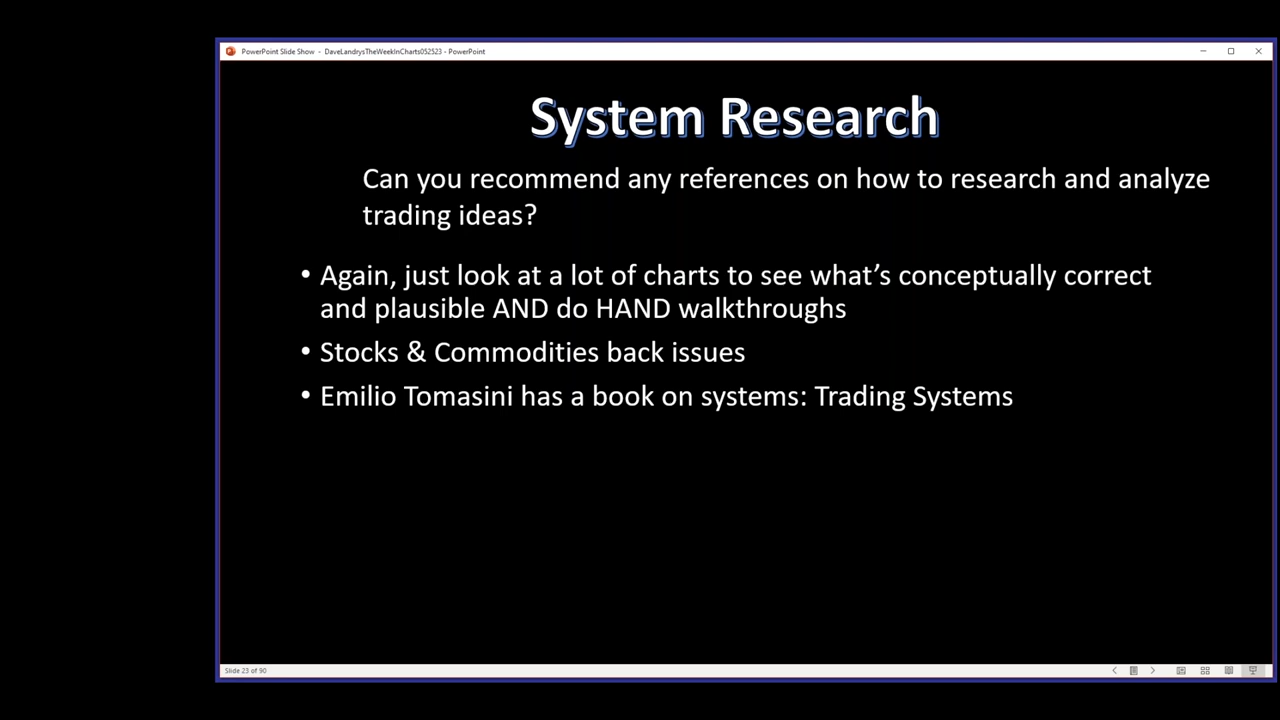 PowerPoint Slide Show - DaveLandrysTheWeekInCharts052523 - PowerPoint
System Research
Can you recommend any references on how to research and analyze
trading ideas?
• Again, just look at a lot of charts to see what’s conceptually correct
and plausible AND do HAND walkthroughs
• Stocks & Commodities back issues
• Emilio Tomasini has a book on systems: Trading Systems
Slide 23 of 90